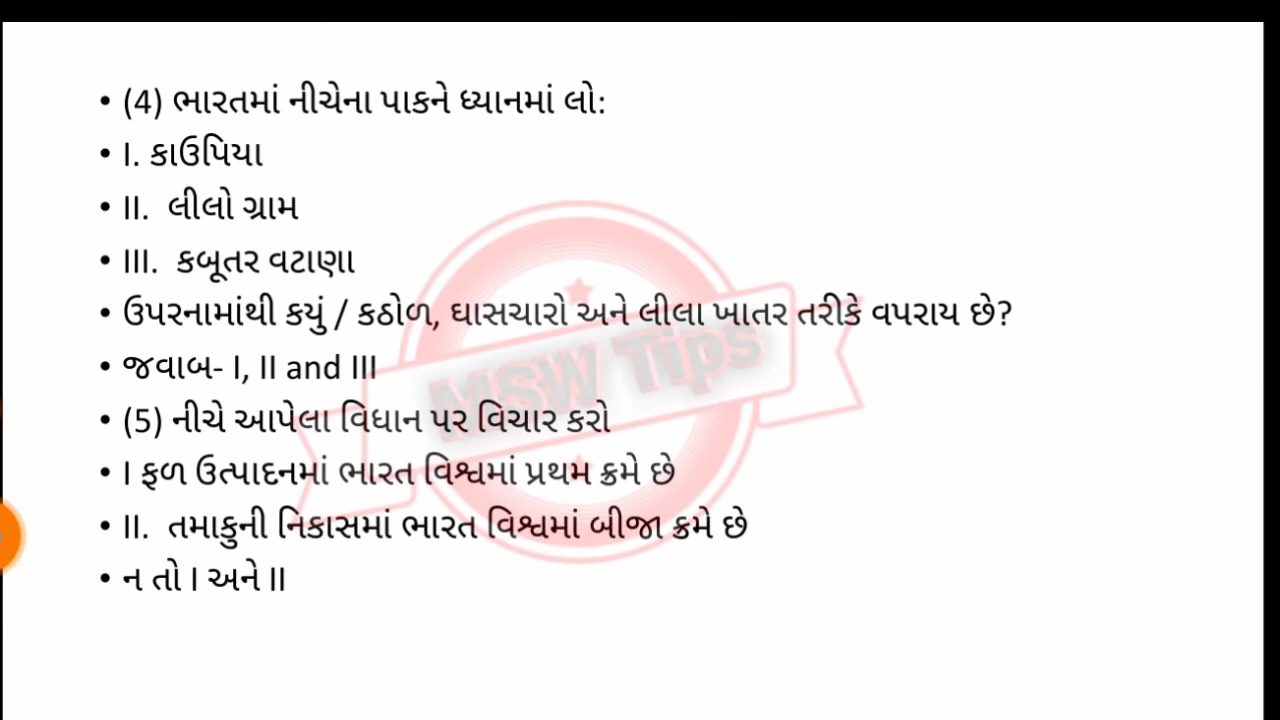 • (4) ભારતમાં નીચેના પાકને ધ્યાનમાં લો:
• I. કાઉપિયા
• II. લીલો ગ્રામ
• III. કબૂતર વટાણા
• ઉપરનામાંથી કયું / કઠોળ, ઘાસચારો અને લીલા ખાતર તરીકે વપરાય છે?
• જવાબ- I, II and III
• (5) નીચે આપેલા વિધાન પર વિચાર કરો
• I ફળ ઉત્પાદનમાં ભારત વિશ્વમાં પ્રથમ ક્રમે છે
• II. તમાકુની નિકાસમાં ભારત વિશ્વમાં બીજા ક્રમે છે
• ન તો I અને II
MSW Tips